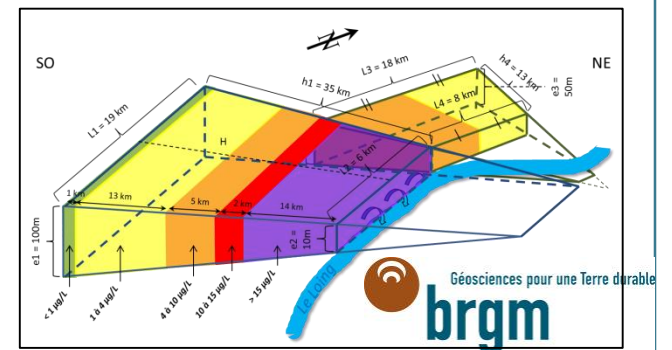 SO
N
NE
L1 = 19 km
h1 = 35 km
L3 = 18 km
h4 = 13 km
e3 = 50m
L4 = 8 km
H
L2 = 6 km
1 km
13 km
5 km
2 km
14 km
e1 = 100m
e2 = 10m
< 1 µg/L
1 à 4 µg/L
4 à 10 µg/L
10 à 15 µg/L
> 15 µg/L
Le Loing
Géosciences pour une Terre durable
brgm